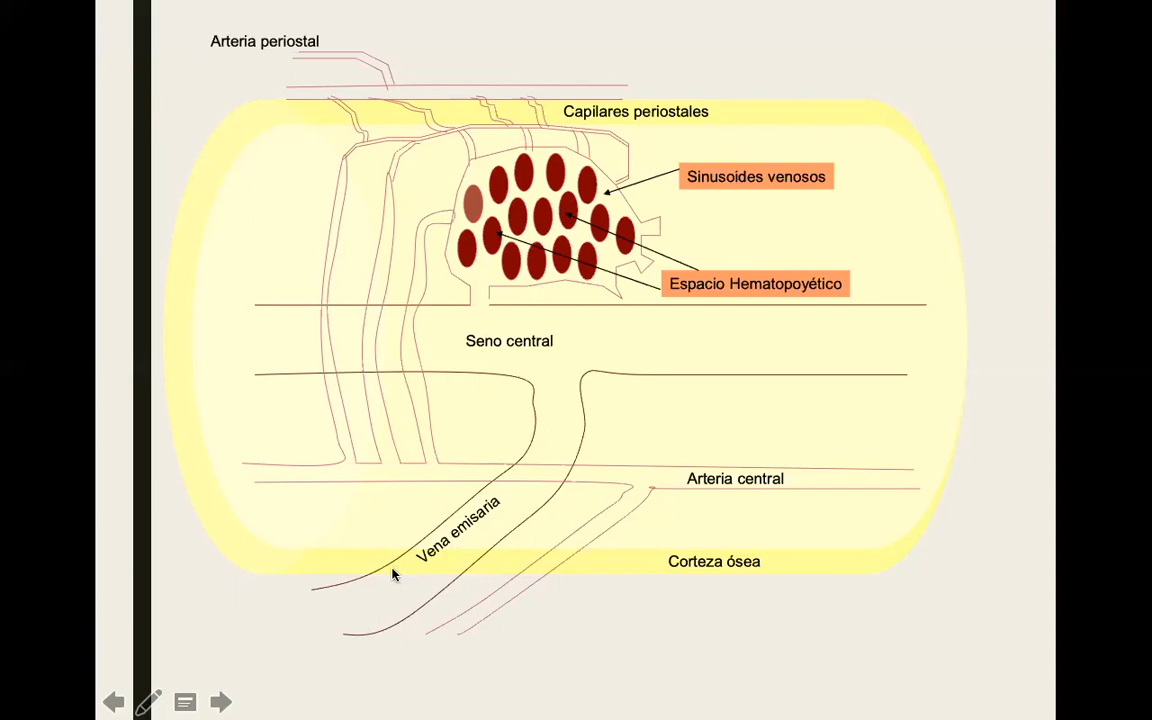 Arteria periostal
Capilares periostales
Sinusoides venosos
Espacio Hematopoyético
Seno central
Arteria central
Vena emisaria
Corteza ósea